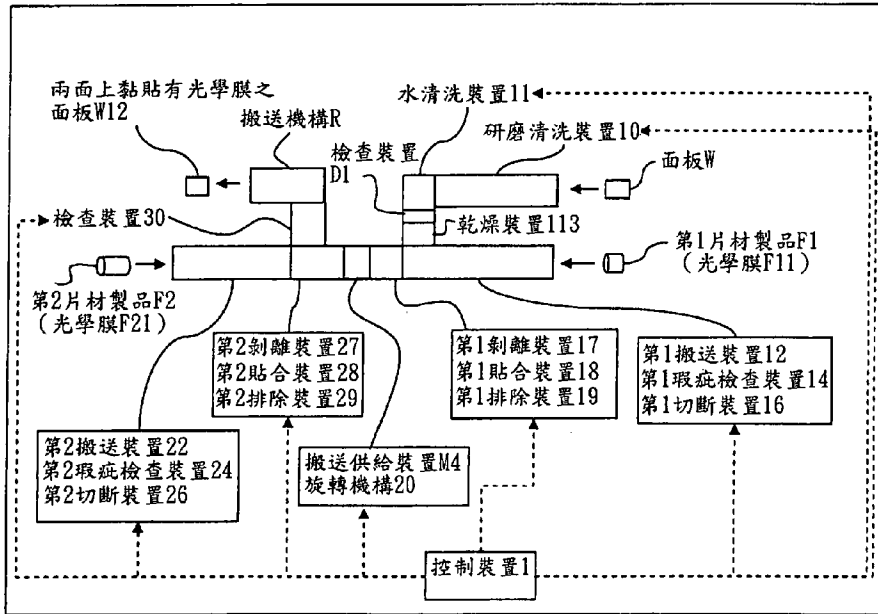 兩面上黏貼有光學膜之
面板W12
搬送機構R
水清洗裝置11
研磨清洗裝置10
檢查裝置
D1
面板W
檢查裝置30
乾燥裝置113
第2片材製品F2
(光學膜F21)
第1片材製品F1
(光學膜F11)
第2剝離裝置27
第2貼合裝置28
第2排除裝置29
第1剝離裝置17
第1貼合裝置18
第1排除裝置19
第1搬送裝置12
第1瑕疵檢查裝置14
第1切斷裝置16
第2搬送裝置22
第2瑕疵檢查裝置24
第2切斷裝置26
搬送供給裝置M4
旋轉機構20
控制裝置1